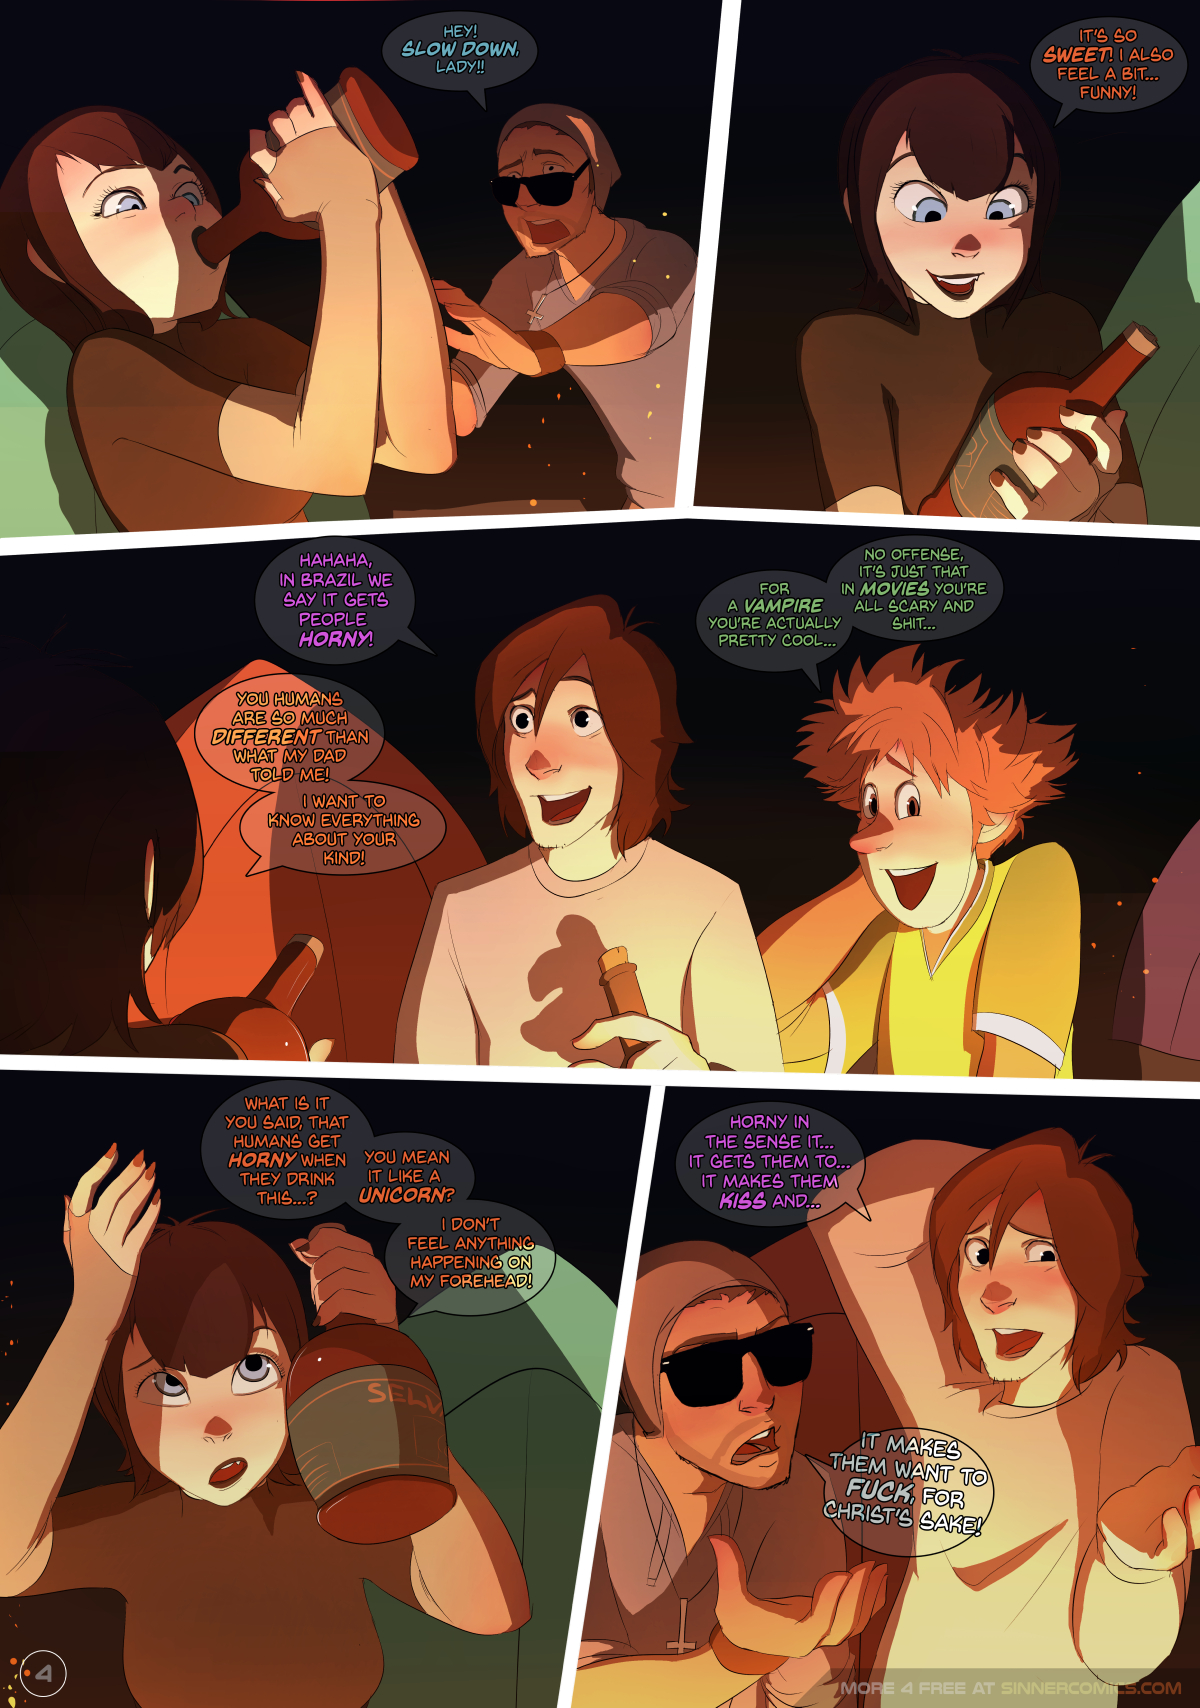 HEY!
SLOW DOWN,
LADY!!
IT'S SO
SWEET! I ALSO
FEEL A BIT...
FUNNY!
HAHAHA,
IN BRAZIL WE
SAY IT GETS
PEOPLE
HORNY!
YOU HUMANS
ARE SO MUCH
DIFFERENT THAN
WHAT MY DAD
TOLD ME!
I WANT TO
KNOW EVERYTHING
ABOUT YOUR
KIND!
FOR
A VAMPIRE
YOU'RE ACTUALLY
PRETTY COOL...
NO OFFENSE,
IT'S JUST THAT
IN MOVIES YOU'RE
ALL SCARY AND
SHIT...
WHAT IS IT
YOU SAID, THAT
HUMANS GET
HORNY WHEN
THEY DRINK
THIS...?
YOU MEAN
IT LIKE A
UNICORN?
I DON'T
FEEL ANYTHING
HAPPENING ON
MY FOREHEAD!
SELV
HORNY IN
THE SENSE IT...
IT GETS THEM TO...
IT MAKES THEM
KISS AND...
IT MAKES
THEM WANT TO
FUCK, FOR
CHRIST'S SAKE!
4
MORE 4 FREE AT SINNERCOMICS.COM